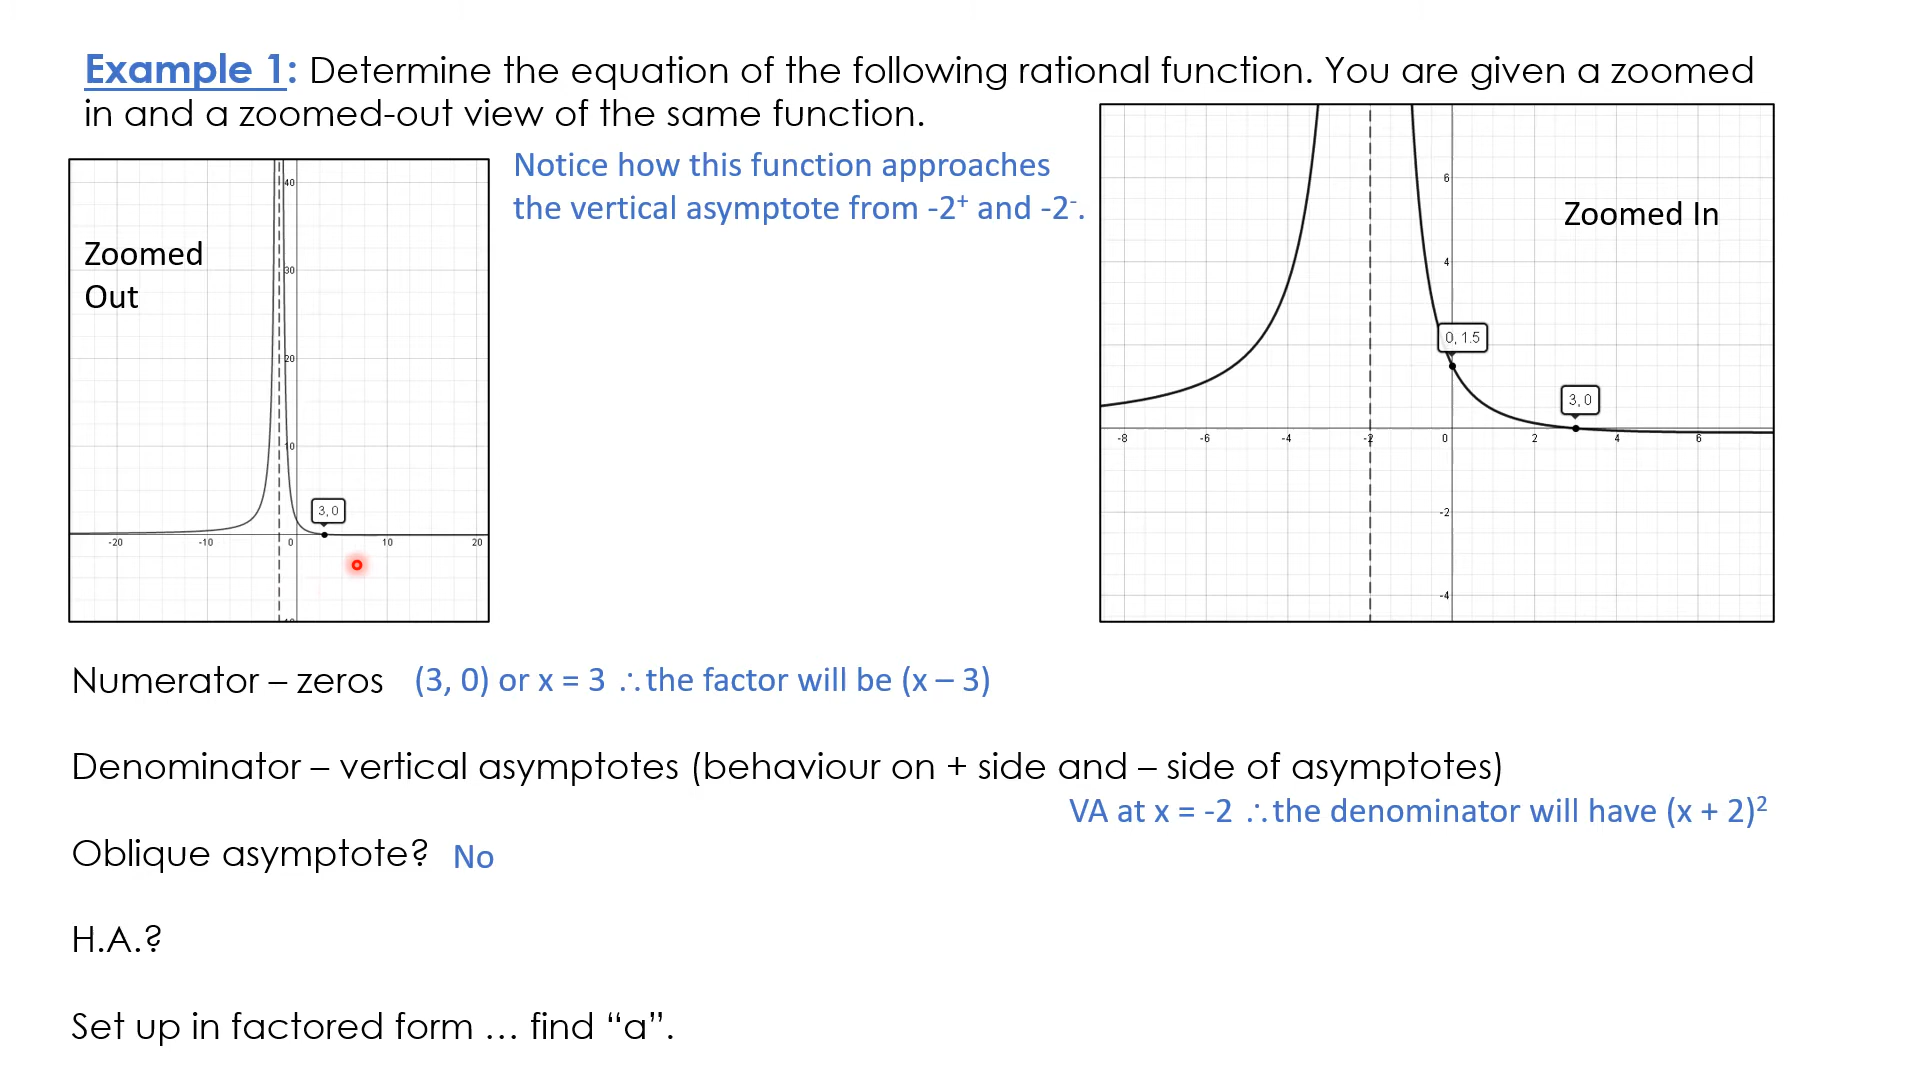 Example 1: Determine the equation of the following rational function. You are given a zoomed
in and a zoomed-out view of the same function.
Notice how this function approaches
the vertical asymptote from -2⁺ and -2⁻.
Zoomed
Out
40
30
20
10
3, 0
-20
-10
0
10
20
Zoomed In
6
4
0, 1.5
3, 0
-8
-6
-4
-2
0
2
4
6
-2
-4
Numerator – zeros (3, 0) or x = 3 ∴the factor will be (x – 3)
Denominator – vertical asymptotes (behaviour on + side and – side of asymptotes)
VA at x = -2 ∴the denominator will have (x + 2)²
Oblique asymptote? No
H.A.?
Set up in factored form … find “a”.